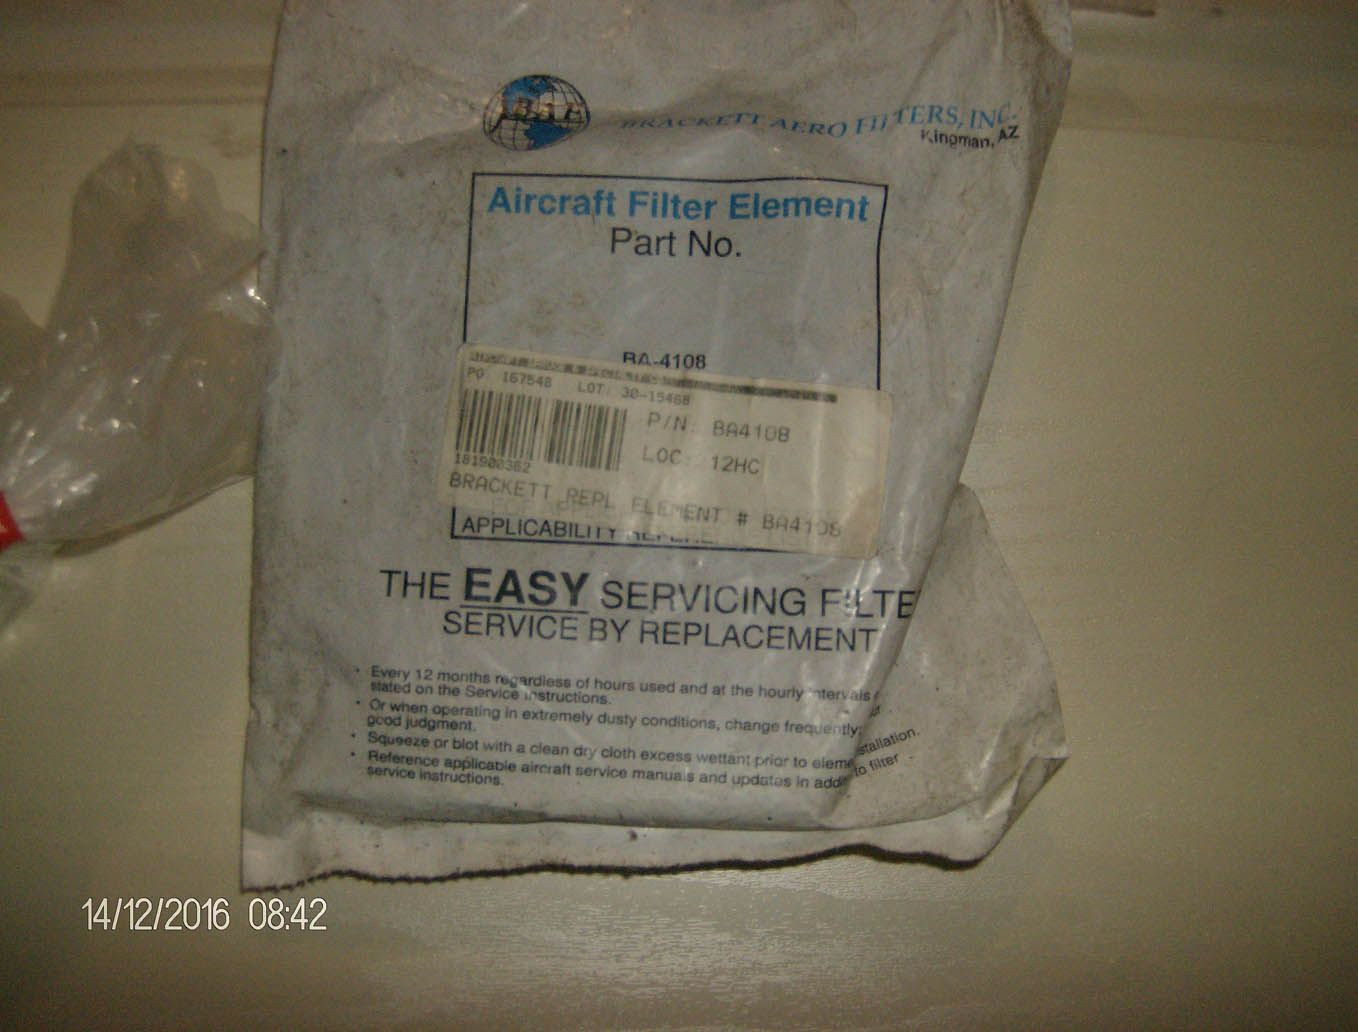 BAE
BRACKETT AERO FILTERS, INC.
Kingman, AZ
Aircraft Filter Element
Part No.
BA-4108
PO 167548 LOT: 30-15468
P/N: BA4108
LOC: 12HC
181900362
BRACKETT REPL ELEMENT # BA4108
APPLICABILITY
THE EASY SERVICING FILTE
SERVICE BY REPLACEMENT
• Every 12 months regardless of hours used and at the hourly intervals
stated on the Service Instructions.
• Or when operating in extremely dusty conditions, change frequently;
good judgment.
• Squeeze or blot with a clean dry cloth excess wettant prior to eleme stallation.
• Reference applicable aircraft service manuals and updates in addi to filter
service instructions.
14/12/2016 08:42